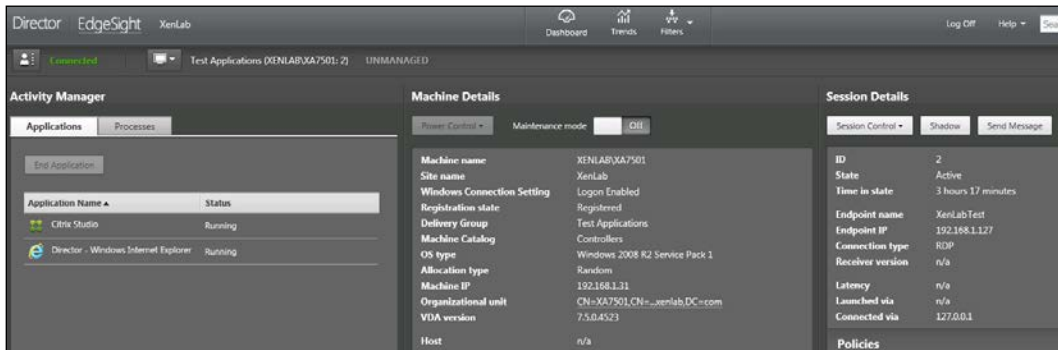 Director EdgeSight XenLab
Dashboard Trends Filters
Log Off Help Sea
Connected Test Applications (XENLAB\XA7501: 2) UNMANAGED
Activity Manager
Applications Processes
End Application
Application Name Status
Citrix Studio Running
Director - Windows Internet Explorer Running
Machine Details
Power Control Maintenance mode Off
Machine name XENLAB\XA7501
Site name XenLab
Windows Connection Setting Logon Enabled
Registration state Registered
Delivery Group Test Applications
Machine Catalog Controllers
OS type Windows 2008 R2 Service Pack 1
Allocation type Random
Machine IP 192.168.1.31
Organizational unit CN=XA7501,CN=...xenlab,DC=com
VDA version 7.5.0.4523
Host n/a
Session Details
Session Control Shadow Send Message
ID 2
State Active
Time in state 3 hours 17 minutes
Endpoint name XenLabTest
Endpoint IP 192.168.1.127
Connection type RDP
Receiver version n/a
Latency n/a
Launched via n/a
Connected via 127.0.0.1
Policies